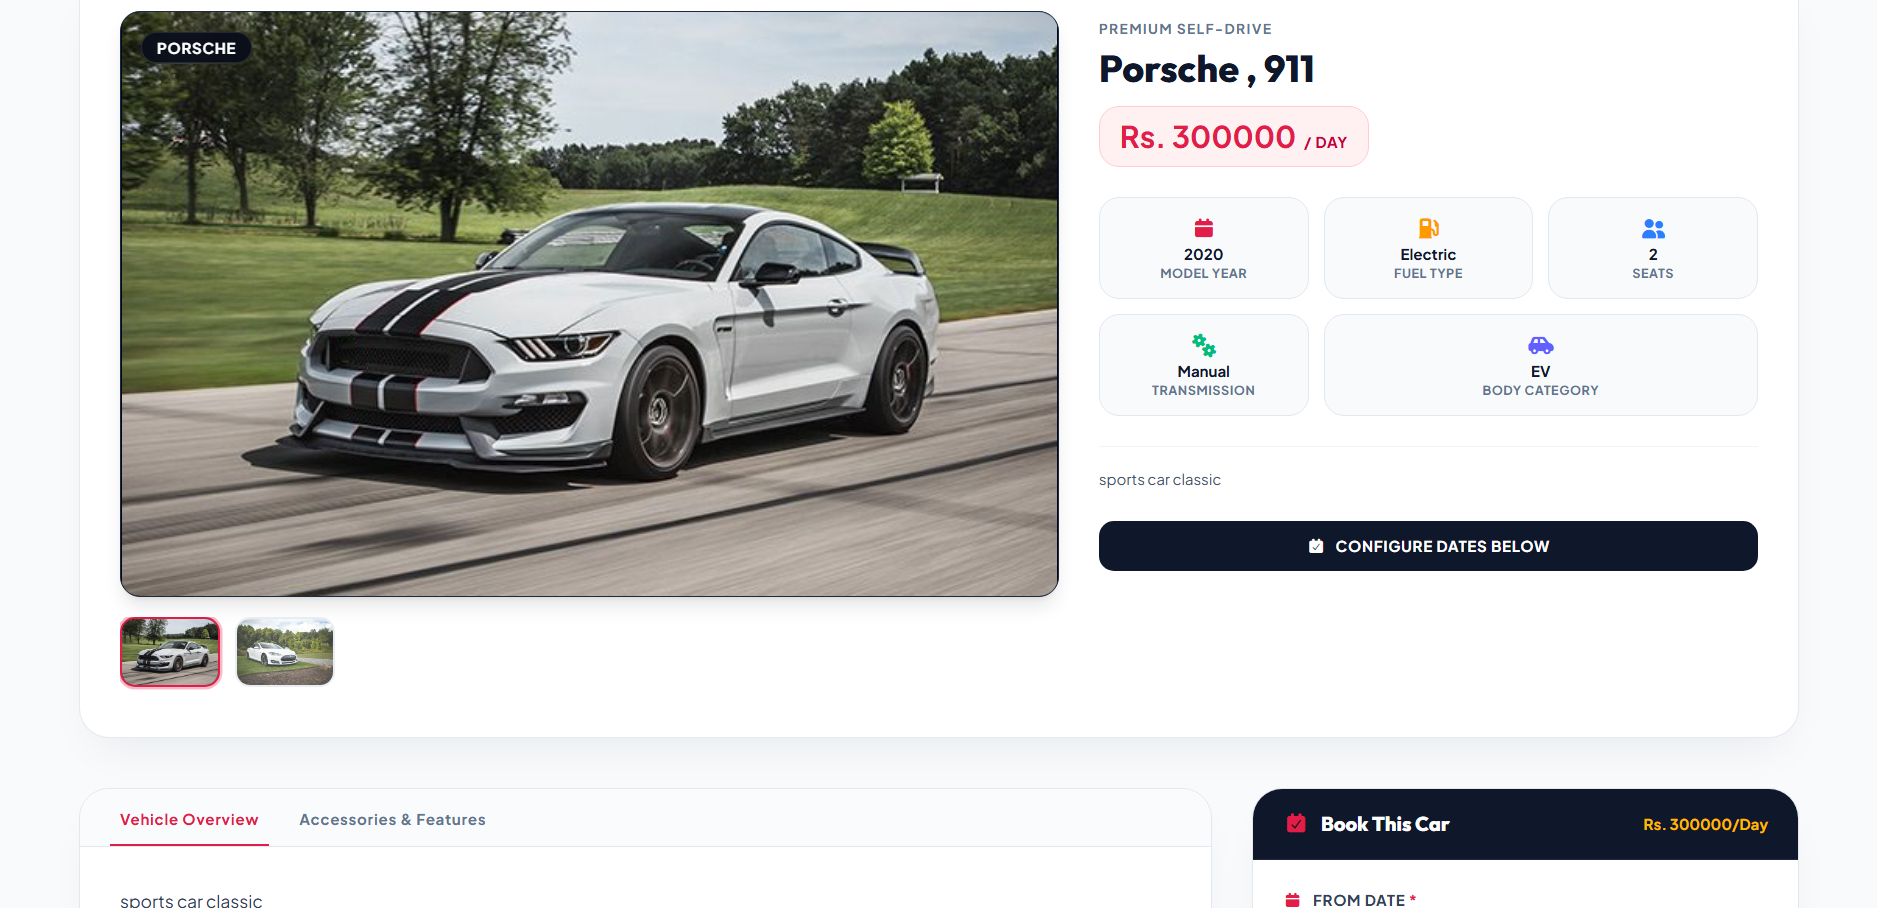 PORSCHE
PREMIUM SELF-DRIVE
Porsche , 911
Rs. 300000 / DAY
2020
MODEL YEAR
Electric
FUEL TYPE
2
SEATS
Manual
TRANSMISSION
EV
BODY CATEGORY
sports car classic
CONFIGURE DATES BELOW
Vehicle Overview
Accessories & Features
sports car classic
Book This Car
Rs. 300000/Day
FROM DATE *